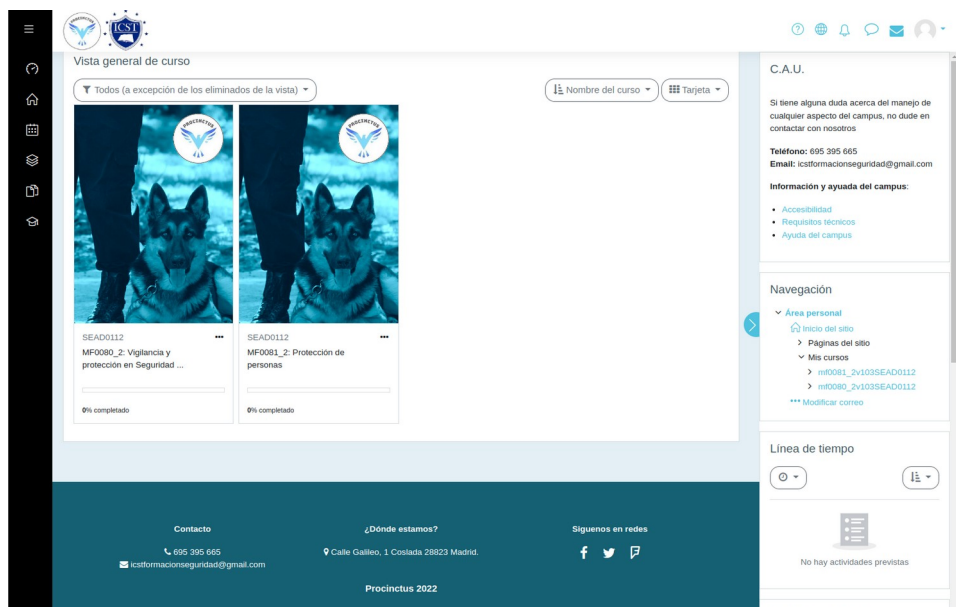 PROCINCTUS
ICST
Vista general de curso
Todos (a excepción de los eliminados de la vista)
Nombre del curso
Tarjeta
PROCINCTUS
PROCINCTUS
SEAD0112
MF0080_2: Vigilancia y
protección en Seguridad ...
0% completado
SEAD0112
MF0081_2: Protección de
personas
0% completado
C.A.U.
Si tiene alguna duda acerca del manejo de
cualquier aspecto del campus, no dude en
contactar con nosotros
Teléfono: 695 395 665
Email: icstformacionseguridad@gmail.com
Información y ayuada del campus:
Accesibilidad
Requisitos técnicos
Ayuda del campus
Navegación
Área personal
Inicio del sitio
Páginas del sitio
Mis cursos
mf0081_2v103SEAD0112
mf0080_2v103SEAD0112
Modificar correo
Línea de tiempo
No hay actividades previstas
Contacto
695 395 665
icstformacionseguridad@gmail.com
¿Dónde estamos?
Calle Galileo, 1 Coslada 28823 Madrid.
Siguenos en redes
Procinctus 2022